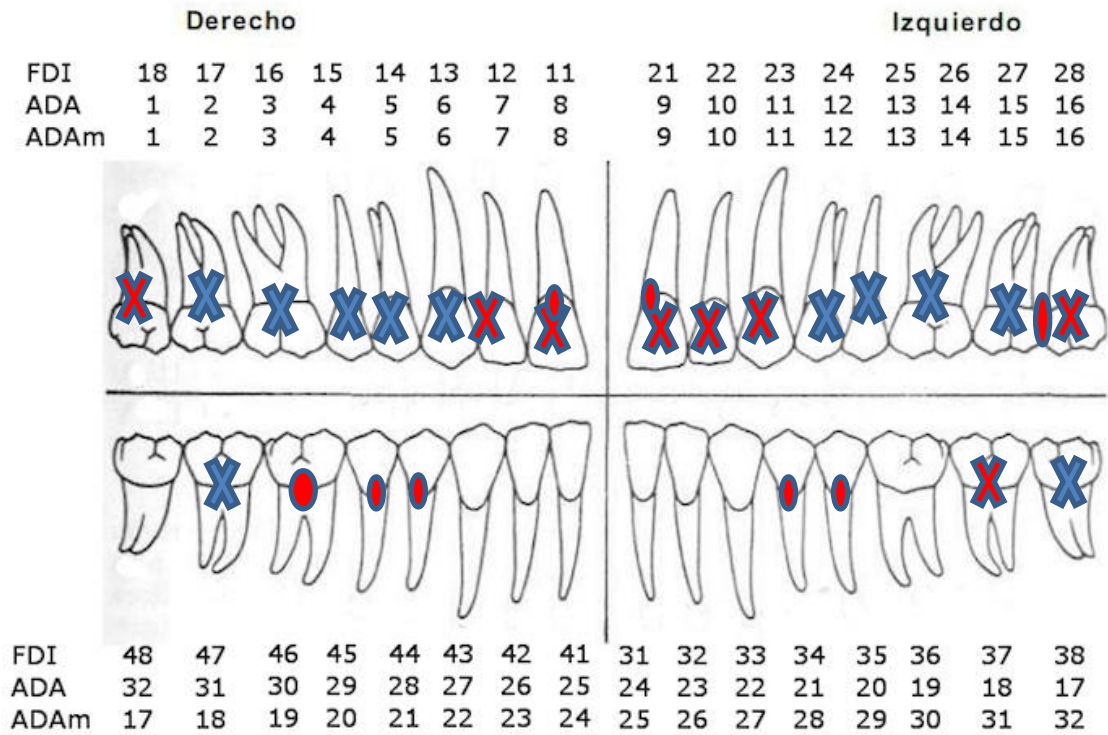 Derecho Izquierdo
FDI 18 17 16 15 14 13 12 11 21 22 23 24 25 26 27 28
ADA 1 2 3 4 5 6 7 8 9 10 11 12 13 14 15 16
ADAm 1 2 3 4 5 6 7 8 9 10 11 12 13 14 15 16
FDI 48 47 46 45 44 43 42 41 31 32 33 34 35 36 37 38
ADA 32 31 30 29 28 27 26 25 24 23 22 21 20 19 18 17
ADAm 17 18 19 20 21 22 23 24 25 26 27 28 29 30 31 32